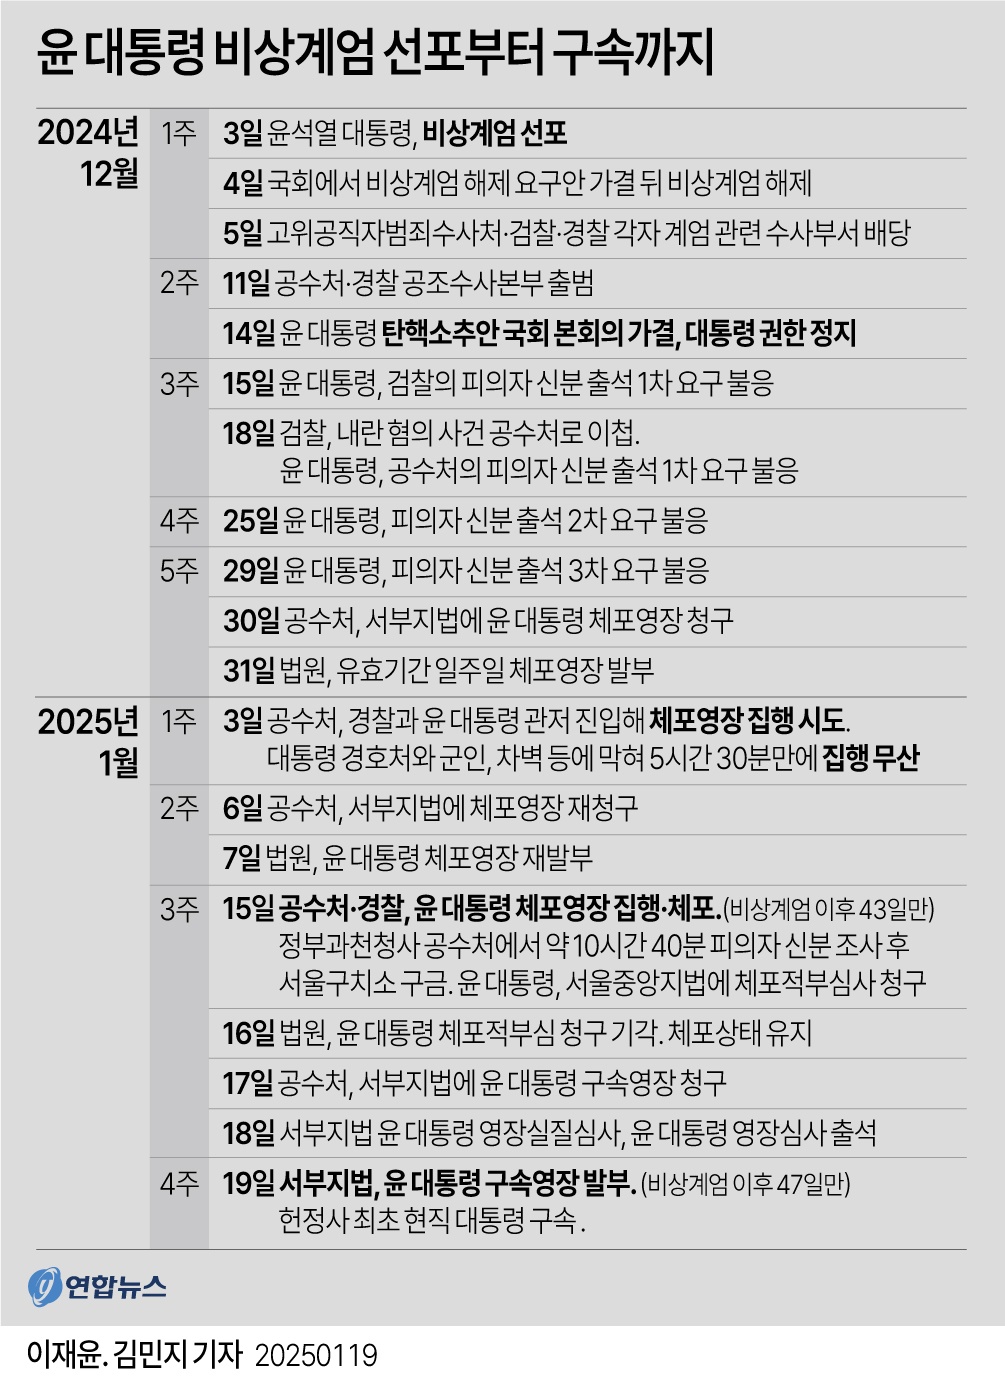 윤 대통령 비상계엄 선포부터 구속까지
2024년
12월
1주
3일 윤석열 대통령, 비상계엄 선포
4일 국회에서 비상계엄 해제 요구안 가결 뒤 비상계엄 해제
5일 고위공직자범죄수사처·검찰·경찰 각자 계엄 관련 수사부서 배당
2주
11일 공수처·경찰 공조수사본부 출범
14일 윤 대통령 탄핵소추안 국회 본회의 가결, 대통령 권한 정지
3주
15일 윤 대통령, 검찰의 피의자 신분 출석 1차 요구 불응
18일 검찰, 내란 혐의 사건 공수처로 이첩.
윤 대통령, 공수처의 피의자 신분 출석 1차 요구 불응
4주
25일 윤 대통령, 피의자 신분 출석 2차 요구 불응
5주
29일 윤 대통령, 피의자 신분 출석 3차 요구 불응
30일 공수처, 서부지법에 윤 대통령 체포영장 청구
31일 법원, 유효기간 일주일 체포영장 발부
2025년
1월
1주
3일 공수처, 경찰과 윤 대통령 관저 진입해 체포영장 집행 시도.
대통령 경호처와 군인, 차벽 등에 막혀 5시간 30분만에 집행 무산
2주
6일 공수처, 서부지법에 체포영장 재청구
7일 법원, 윤 대통령 체포영장 재발부
3주
15일 공수처·경찰, 윤 대통령 체포영장 집행·체포.(비상계엄 이후 43일만)
정부과천청사 공수처에서 약 10시간 40분 피의자 신분 조사 후
서울구치소 구금. 윤 대통령, 서울중앙지법에 체포적부심사 청구
16일 법원, 윤 대통령 체포적부심 청구 기각. 체포상태 유지
17일 공수처, 서부지법에 윤 대통령 구속영장 청구
18일 서부지법 윤 대통령 영장실질심사, 윤 대통령 영장심사 출석
4주
19일 서부지법, 윤 대통령 구속영장 발부. (비상계엄 이후 47일만)
헌정사 최초 현직 대통령 구속.
연합뉴스
이재윤. 김민지 기자 20250119